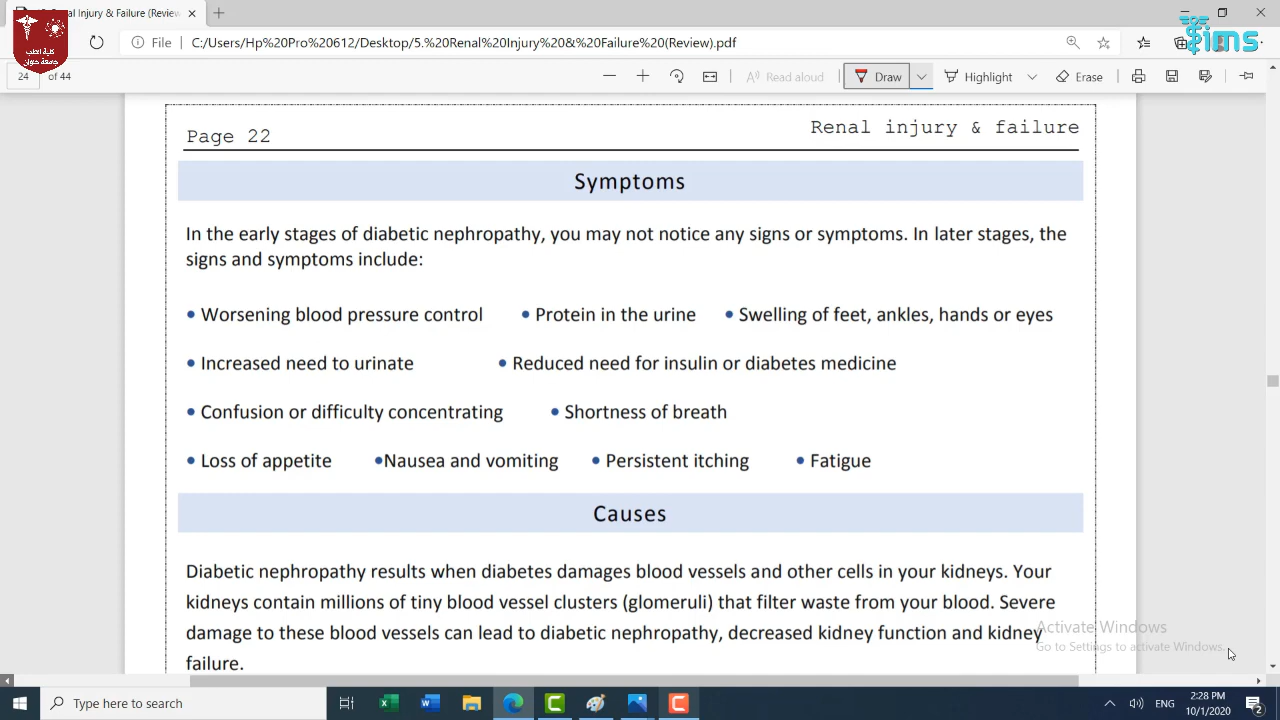 5. Renal Injury & Failure (Review
File C:/Users/Hp%20Pro%20612/Desktop/5.%20Renal%20Injury%20&%20Failure%20(Review).pdf
24 of 44
Read aloud
Draw
Highlight
Erase
كلية الطب
جامعة حلوان
Sims
Page 22
Renal injury & failure
Symptoms
In the early stages of diabetic nephropathy, you may not notice any signs or symptoms. In later stages, the
signs and symptoms include:
• Worsening blood pressure control • Protein in the urine • Swelling of feet, ankles, hands or eyes
• Increased need to urinate • Reduced need for insulin or diabetes medicine
• Confusion or difficulty concentrating • Shortness of breath
• Loss of appetite •Nausea and vomiting • Persistent itching • Fatigue
Causes
Diabetic nephropathy results when diabetes damages blood vessels and other cells in your kidneys. Your
kidneys contain millions of tiny blood vessel clusters (glomeruli) that filter waste from your blood. Severe
damage to these blood vessels can lead to diabetic nephropathy, decreased kidney function and kidney
failure.
Activate Windows
Go to Settings to activate Windows.
Type here to search
ENG
2:28 PM
10/1/2020
2